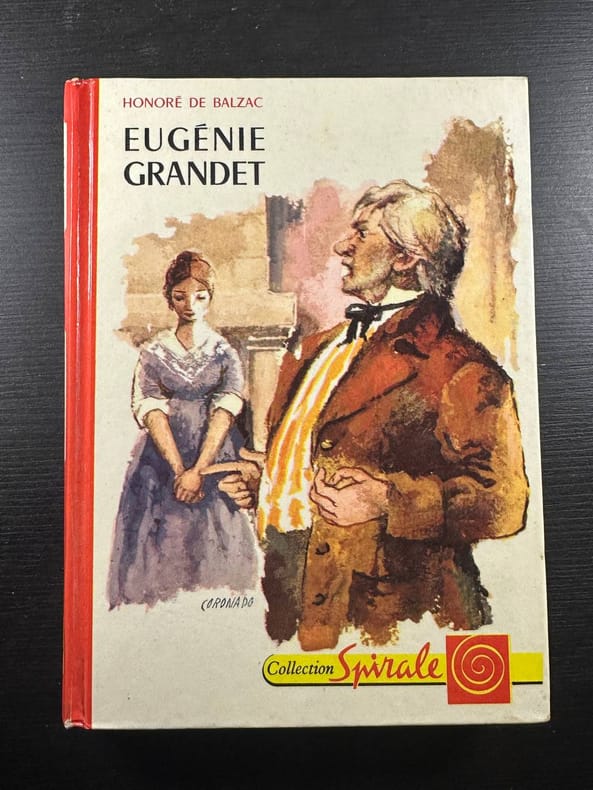 HONORÉ DE BALZAC
EUGÉNIE
GRANDET
CORONADO
Collection Spirale